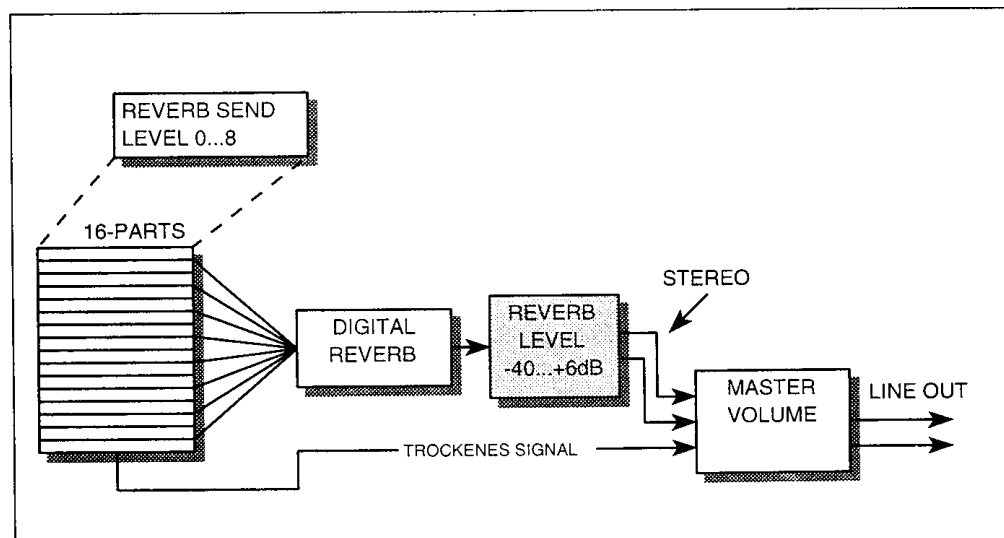 REVERB SEND
LEVEL 0...8
16-PARTS
STEREO
DIGITAL
REVERB
REVERB
LEVEL
-40...+6dB
MASTER
VOLUME
LINE OUT
TROCKENES SIGNAL